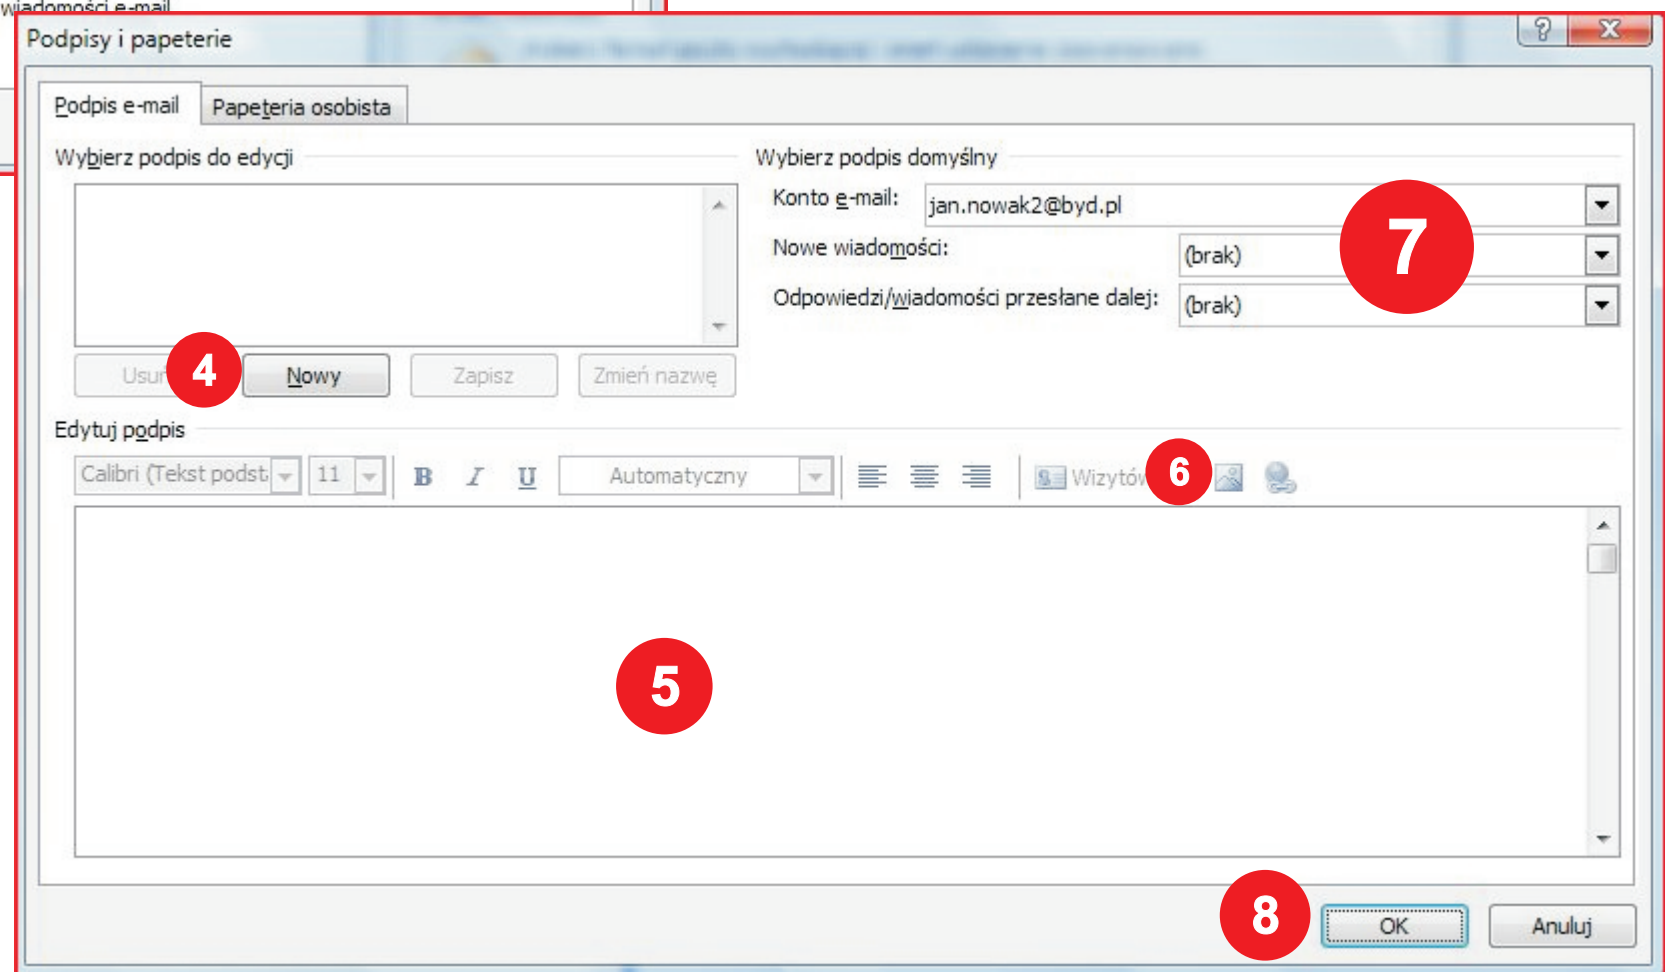 wiadomości e-mail
Podpisy i papeterie
Podpis e-mail Papeteria osobista
Wybierz podpis do edycji
Wybierz podpis domyślny
Konto e-mail: jan.nowak2@byd.pl
Nowe wiadomości: (brak)
Odpowiedzi/wiadomości przesłane dalej: (brak)
7
4 Nowy Zapisz Zmień nazwę
Edytuj podpis
Calibri (Tekst podst. 11 B I U Automatyczny 6
5
8 OK Anuluj